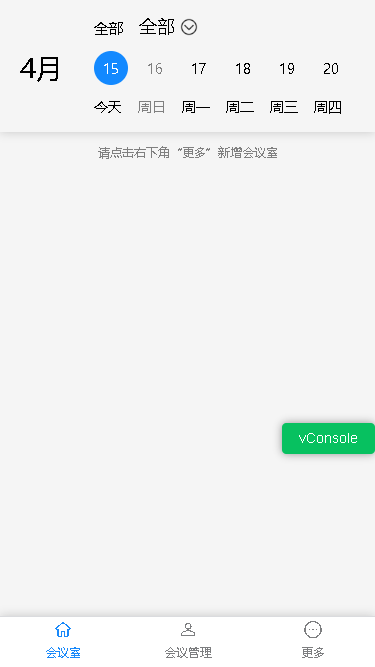 全部 全部
4月
15 16 17 18 19 20
今天 周日 周一 周二 周三 周四
请点击右下角“更多”新增会议室
vConsole
会议室 会议管理 更多